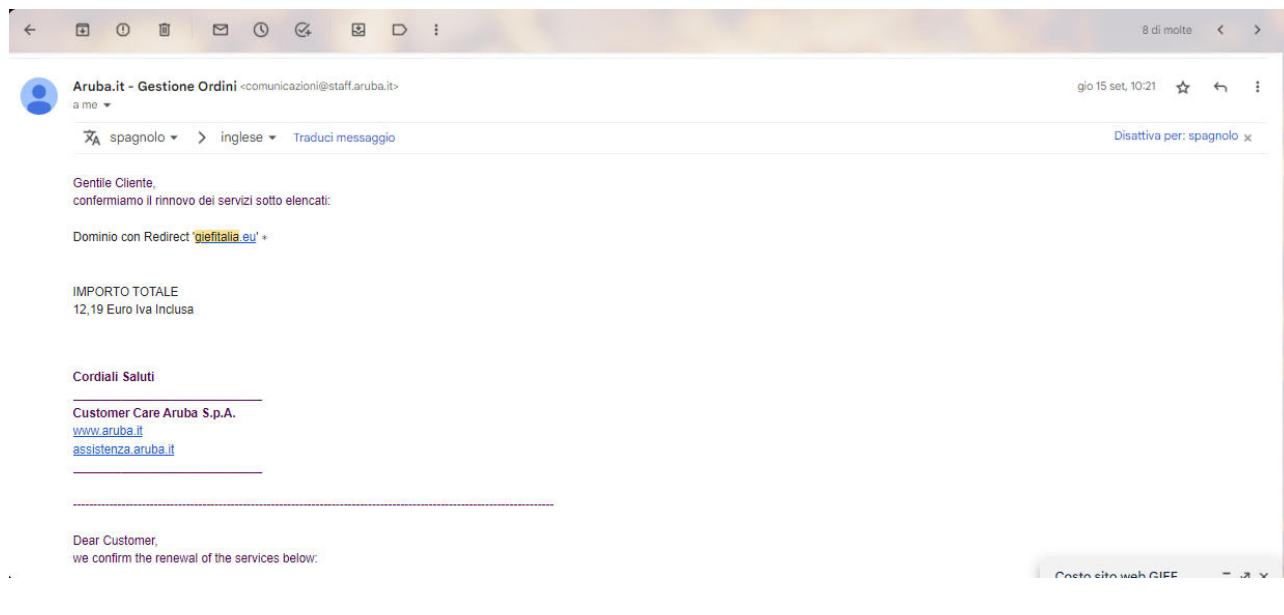 8 di molte
Aruba.it - Gestione Ordini <comunicazioni@staff.aruba.it>
gio 15 set, 10:21
a me
spagnolo > inglese Traduci messaggio
Disattiva per: spagnolo x
Gentile Cliente,
confermiamo il rinnovo dei servizi sotto elencati:
Dominio con Redirect 'giefitalia.eu' *
IMPORTO TOTALE
12,19 Euro Iva Inclusa
Cordiali Saluti
Customer Care Aruba S.p.A.
www.aruba.it
assistenza.aruba.it
Dear Customer,
we confirm the renewal of the services below:
Costo sito web GIEF